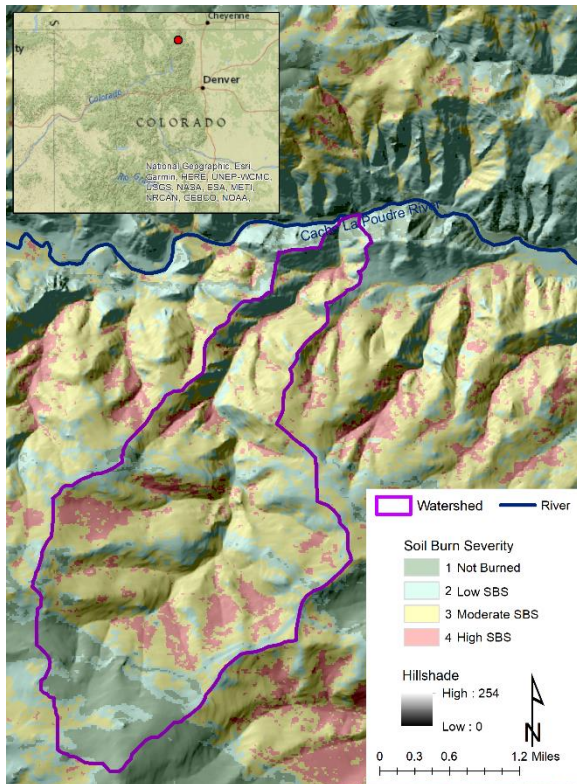 Cheyenne
ty
Colorado
Denver
COLORADO
National Geographic, Esri,
Garmin, HERE, UNEP-WCMC,
USGS, NASA, ESA, METI,
NRCAN, GEBCO, NOAA,
Cache La Poudre River
Watershed
River
Soil Burn Severity
1 Not Burned
2 Low SBS
3 Moderate SBS
4 High SBS
Hillshade
High : 254
Low : 0
N
0 0.3 0.6 1.2 Miles